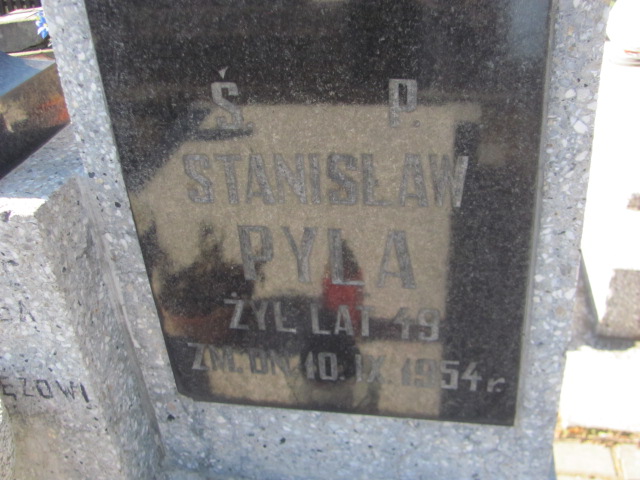 Ś. P.
STANISŁAW
PYLA
ŻYŁ LAT 49
ZM. DN. 10. IX. 1954 r.